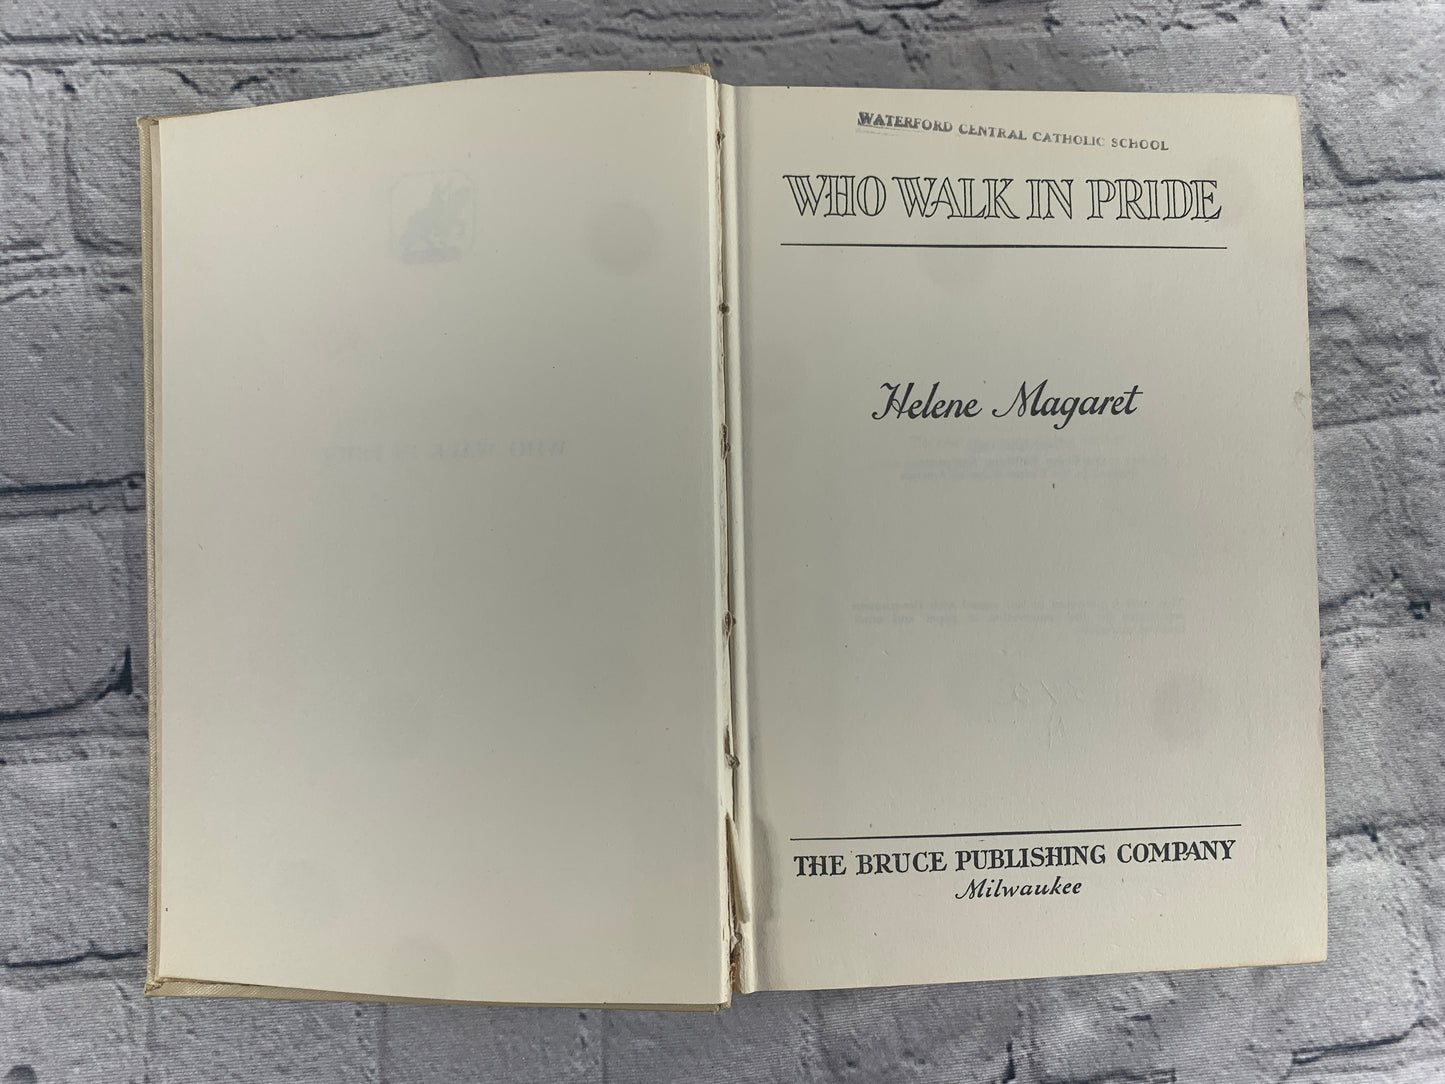 WATERFORD CENTRAL CATHOLIC SCHOOL
WHO WALK IN PRIDE
Helene Magaret
THE BRUCE PUBLISHING COMPANY
Milwaukee